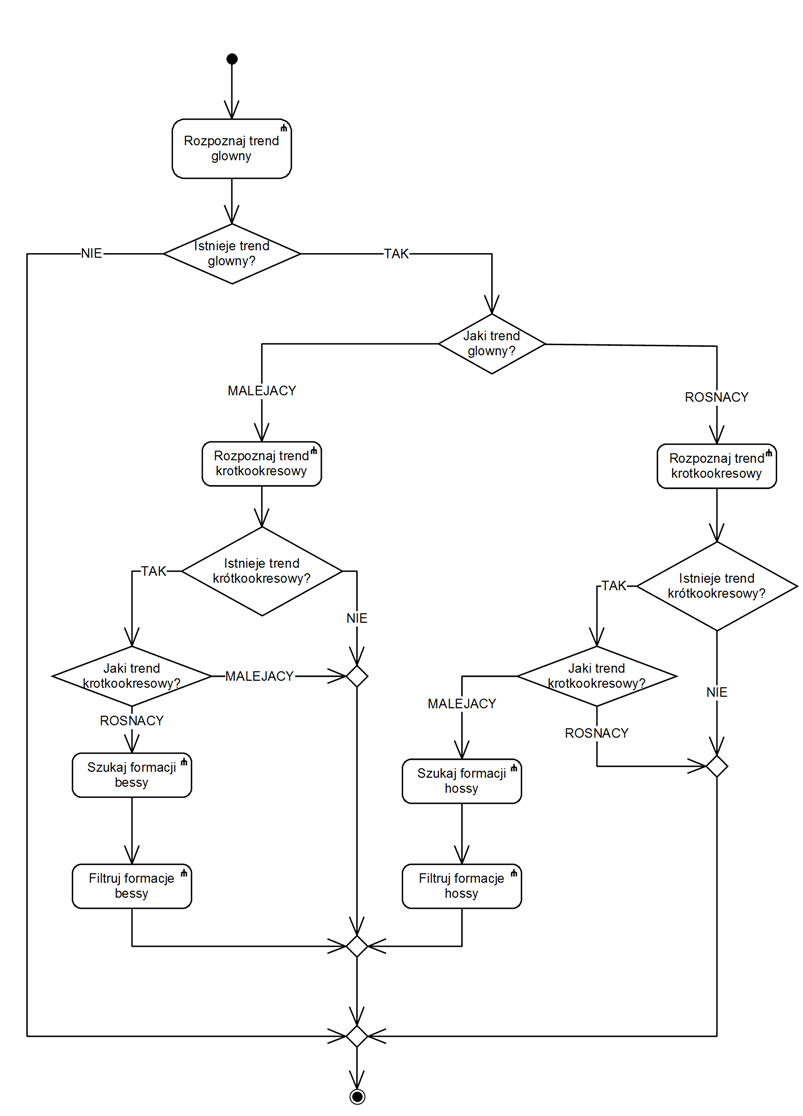 Rozpoznaj trend
glowny
Istnieje trend
glowny?
NIE
TAK
Jaki trend
glowny?
MALEJACY
ROSNACY
Rozpoznaj trend
krotkookresowy
Rozpoznaj trend
krotkookresowy
Istnieje trend
krótkookresowy?
TAK
NIE
Istnieje trend
krótkookresowy?
TAK
NIE
Jaki trend
krotkookresowy?
MALEJACY
ROSNACY
Jaki trend
krotkookresowy?
MALEJACY
ROSNACY
Szukaj formacji
bessy
Szukaj formacji
hossy
Filtruj formacje
bessy
Filtruj formacje
hossy